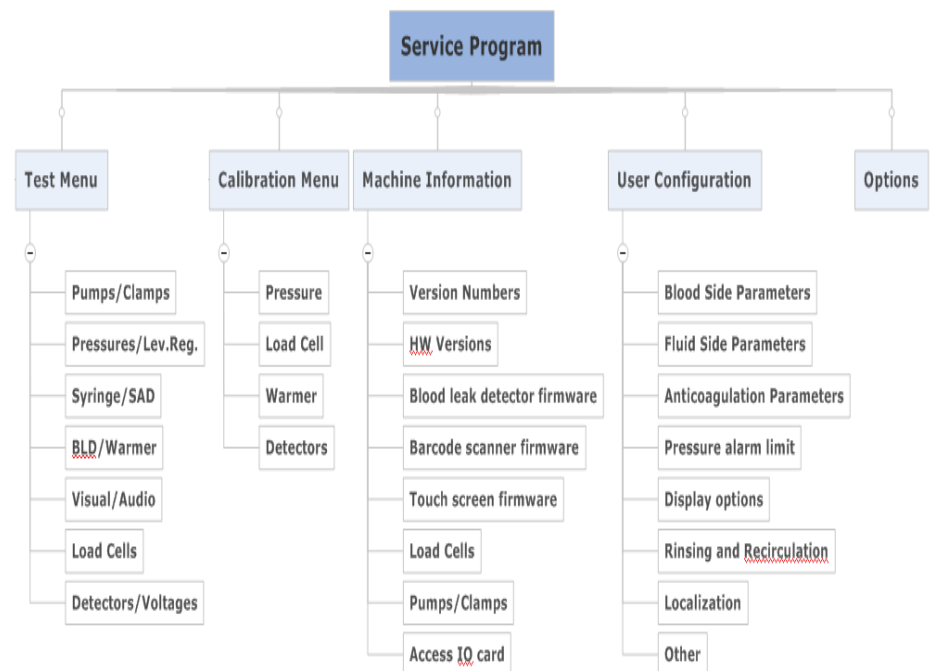 Service Program
Test Menu
Calibration Menu
Machine Information
User Configuration
Options
Pumps/Clamps
Pressures/Lev.Reg.
Syringe/SAD
BLD/Warmer
Visual/Audio
Load Cells
Detectors/Voltages
Pressure
Load Cell
Warmer
Detectors
Version Numbers
HW Versions
Blood leak detector firmware
Barcode scanner firmware
Touch screen firmware
Load Cells
Pumps/Clamps
Access IO card
Blood Side Parameters
Fluid Side Parameters
Anticoagulation Parameters
Pressure alarm limit
Display options
Rinsing and Recirculation
Localization
Other